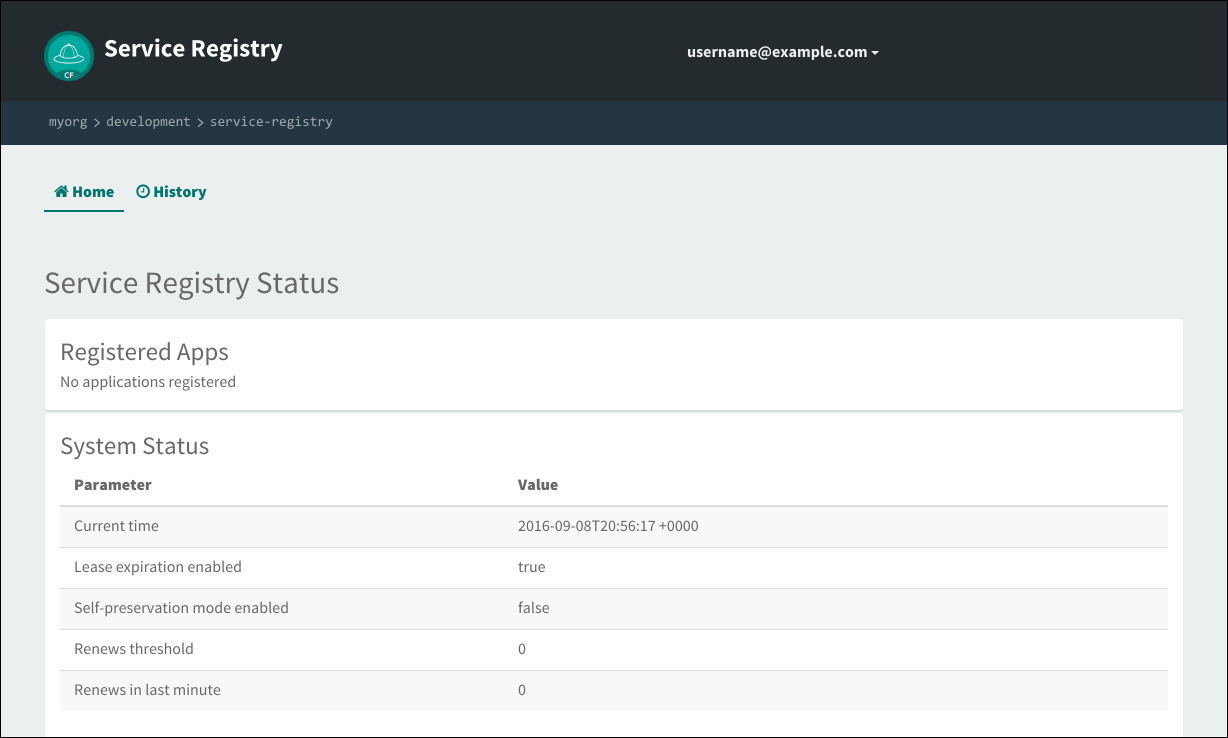 CF
Service Registry
username@example.com
myorg > development > service-registry
Home History
Service Registry Status
Registered Apps
No applications registered
System Status
Parameter Value
Current time 2016-09-08T20:56:17 +0000
Lease expiration enabled true
Self-preservation mode enabled false
Renews threshold 0
Renews in last minute 0